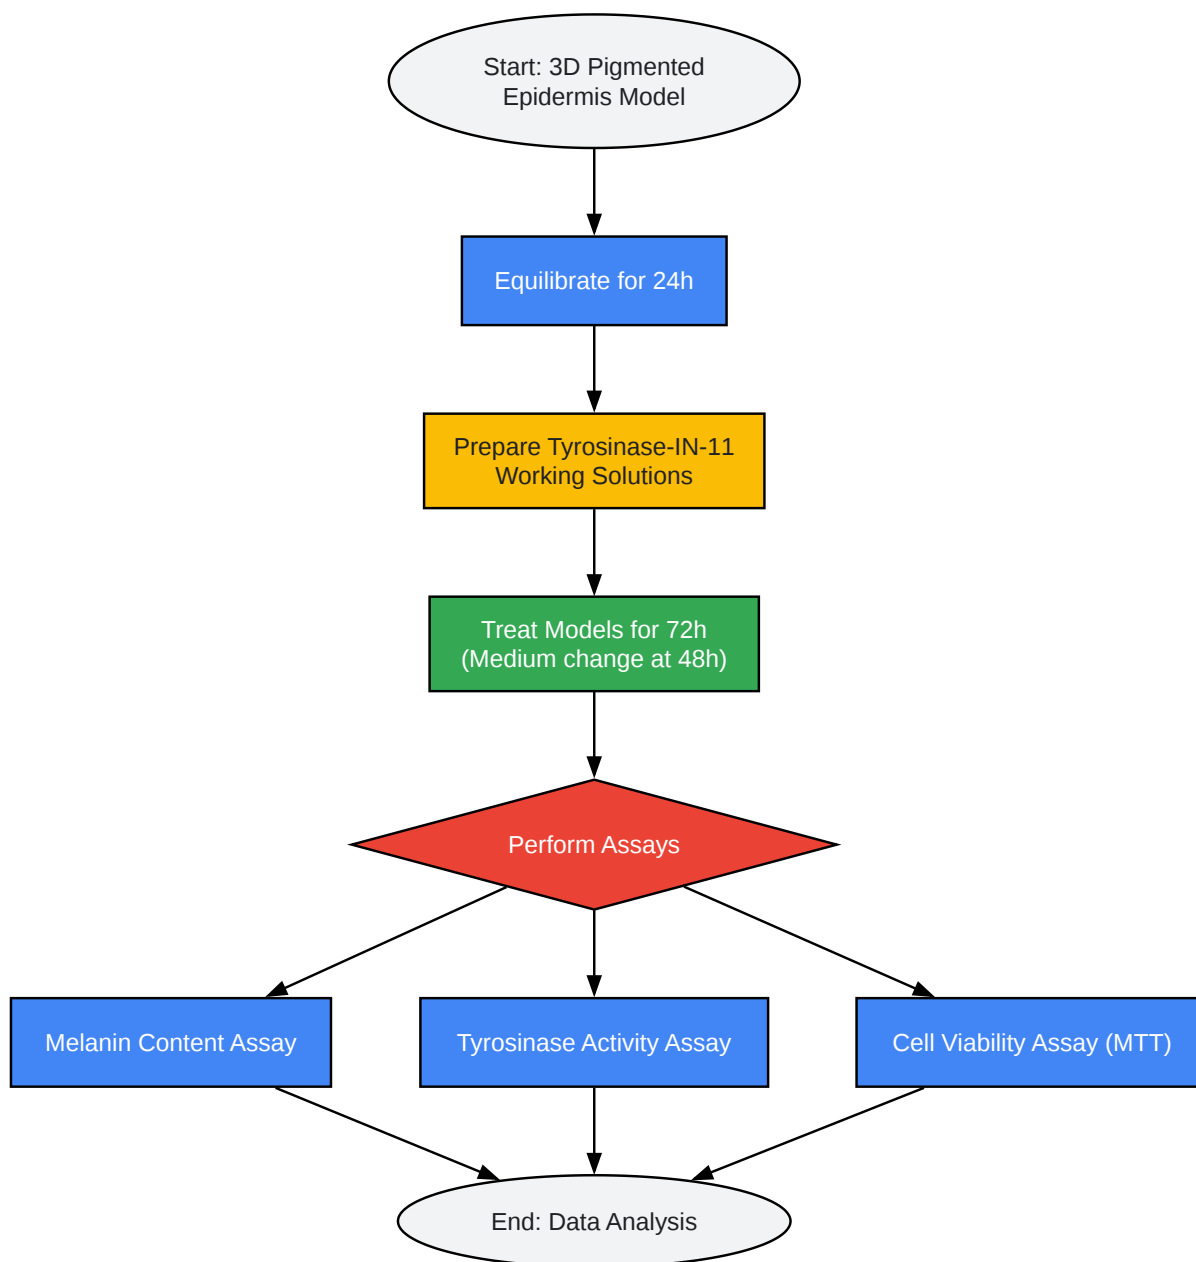 Start: 3D Pigmented
Epidermis Model
Equilibrate for 24h
Prepare Tyrosinase-IN-11
Working Solutions
Treat Models for 72h
(Medium change at 48h)
Perform Assays
Melanin Content Assay
Tyrosinase Activity Assay
Cell Viability Assay (MTT)
End: Data Analysis